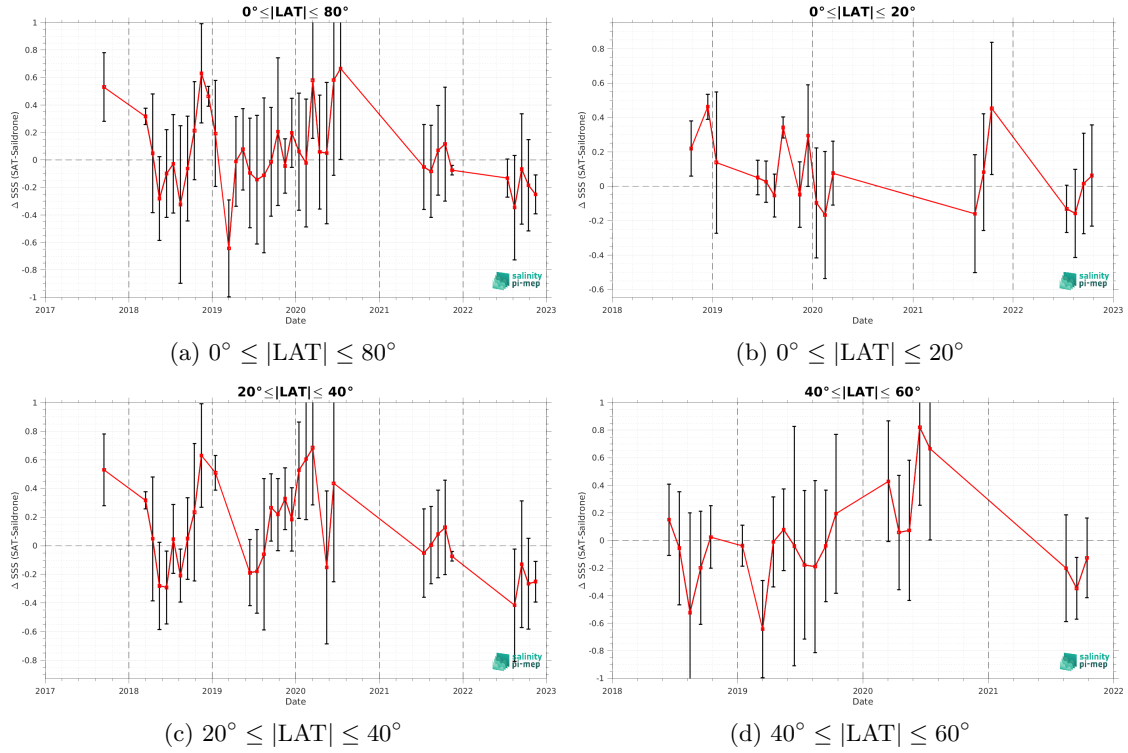 0°≤|LAT|≤ 80°
Δ SSS (SAT-Saildrone)
1
0.8
0.6
0.4
0.2
0
-0.2
-0.4
-0.6
-0.8
-1
2017 2018 2019 2020 2021 2022 2023
Date
salinity
pi-mep
(a) 0° ≤ |LAT| ≤ 80°
0°≤|LAT|≤ 20°
Δ SSS (SAT-Saildrone)
0.8
0.6
0.4
0.2
0
-0.2
-0.4
-0.6
2018 2019 2020 2021 2022 2023
Date
salinity
pi-mep
(b) 0° ≤ |LAT| ≤ 20°
20°≤|LAT|≤ 40°
Δ SSS (SAT-Saildrone)
1
0.8
0.6
0.4
0.2
0
-0.2
-0.4
-0.6
-0.8
2017 2018 2019 2020 2021 2022 2023
Date
salinity
pi-mep
(c) 20° ≤ |LAT| ≤ 40°
40°≤|LAT|≤ 60°
Δ SSS (SAT-Saildrone)
1
0.8
0.6
0.4
0.2
0
-0.2
-0.4
-0.6
-0.8
-1
2018 2019 2020 2021 2022
Date
salinity
pi-mep
(d) 40° ≤ |LAT| ≤ 60°